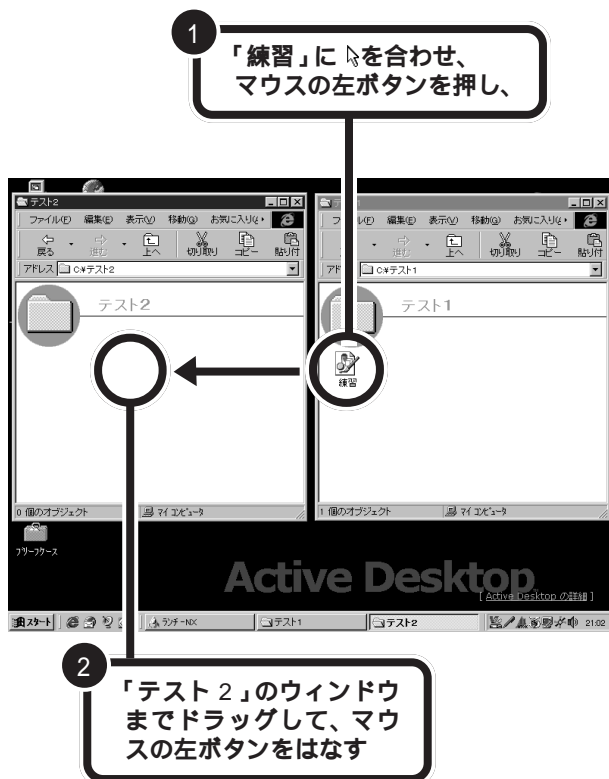 1
「練習」に を合わせ、
マウスの左ボタンを押し、
テスト2
ファイル(F) 編集(E) 表示(V) 移動(G) お気に入り(
戻る 進む 上へ 切り取り コピー 貼り付
アドレス C:¥テスト2
テスト2
0 個のオブジェクト マイ コンピュータ
ル(F) 編集(E) 表示(V) 移動(G) お気に入り(
進む 上へ 切り取り コピー 貼り付
C:¥テスト1
テスト1
練習
1 個のオブジェクト マイ コンピュータ
ブリーフケース
Active Desktop
[ Active Desktop の詳細 ]
スタート ランチ-NX テスト1 テスト2 21:02
2
「テスト 2 」のウィンドウ
までドラッグして、マウ
スの左ボタンをはなす